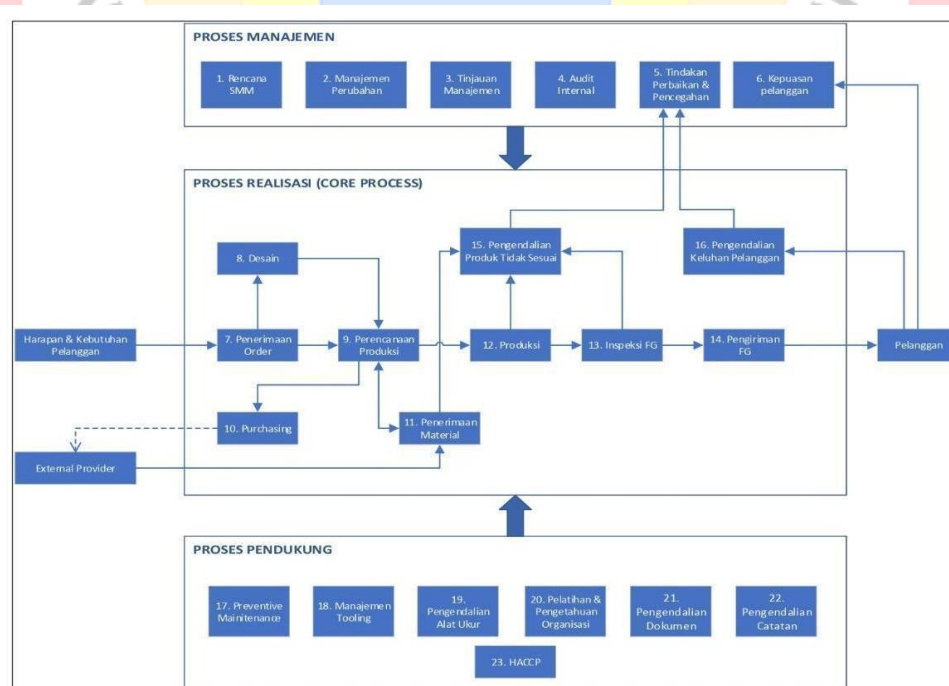 PROSES MANAJEMEN
1. Rencana
SMM
2. Manajemen
Perubahan
3. Tinjauan
Manajemen
4. Audit
Internal
5. Tindakan
Perbaikan &
Pencegahan
6. Kepuasan
pelanggan
PROSES REALISASI (CORE PROCESS)
15. Pengendalian
Produk Tidak Sesuai
16. Pengendalian
Keluhan Pelanggan
8. Desain
Harapan & Kebutuhan
Pelanggan
7. Penerimaan
Order
9. Perencanaan
Produksi
12. Produksi
13. Inspeksi FG
14. Pengiriman
FG
Pelanggan
10. Purchasing
11. Penerimaan
Material
External Provider
PROSES PENDUKUNG
17. Preventive
Mainitenance
18. Manajemen
Tooling
19.
Pengendalian
Alat Ukur
20. Pelatihan &
Pengetahuan
Organisasi
21.
Pengendalian
Dokumen
22.
Pengendalian
Catatan
23. HACCP